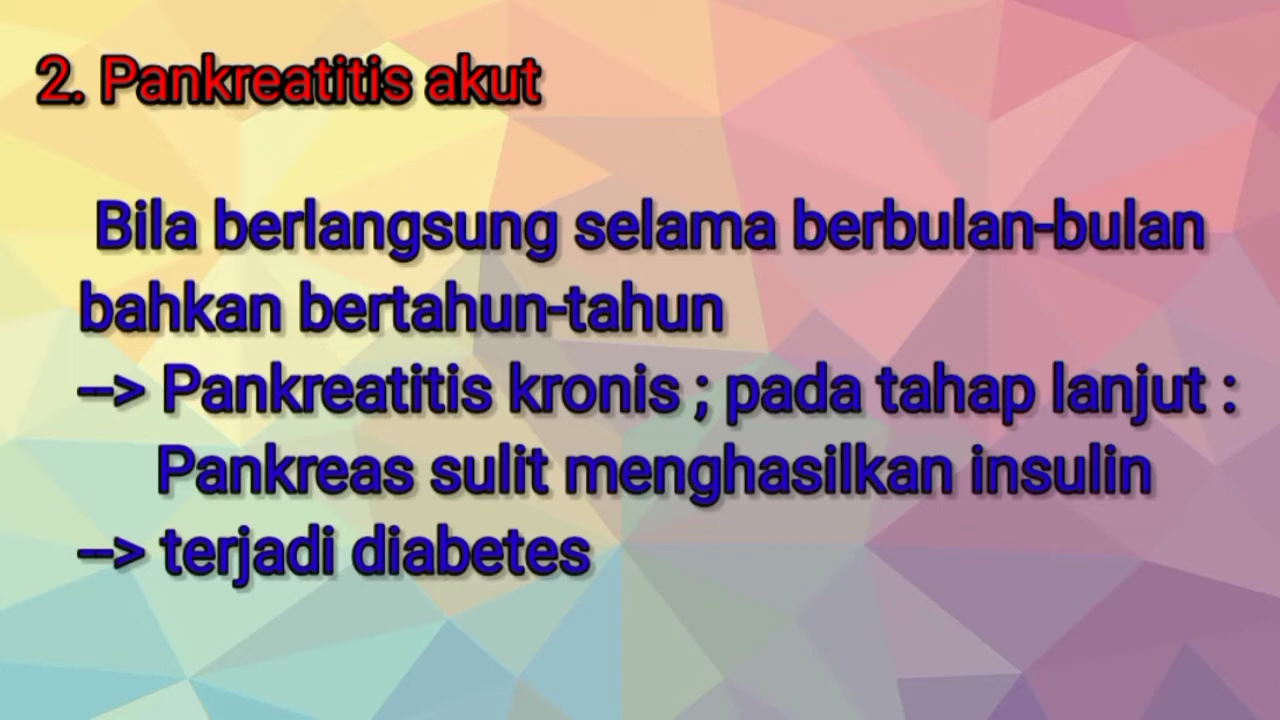 2. Pankreatitis akut
Bila berlangsung selama berbulan-bulan
bahkan bertahun-tahun
--> Pankreatitis kronis ; pada tahap lanjut :
Pankreas sulit menghasilkan insulin
--> terjadi diabetes